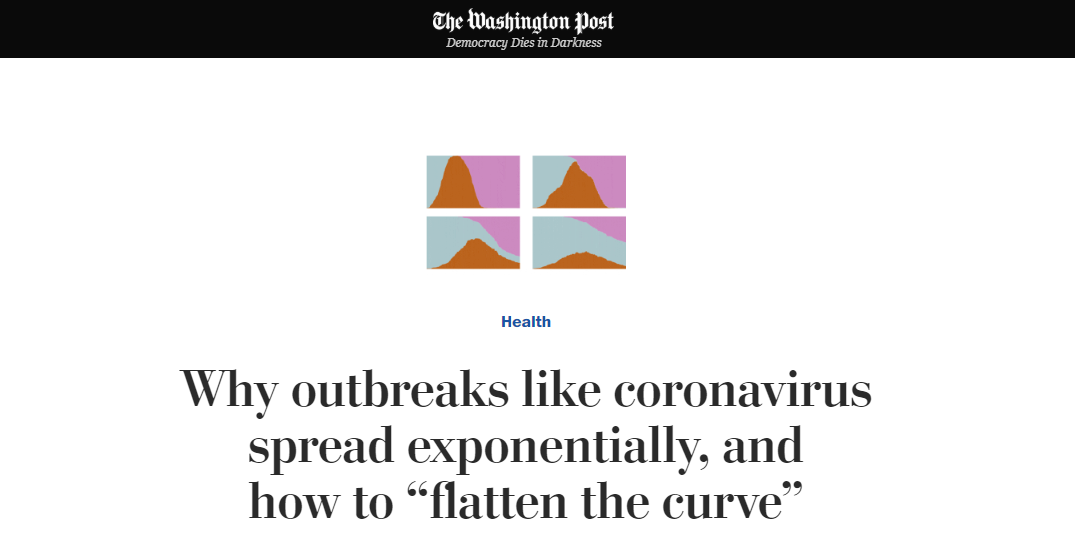 The Washington Post
Democracy Dies in Darkness
Health
Why outbreaks like coronavirus
spread exponentially, and
how to “flatten the curve”